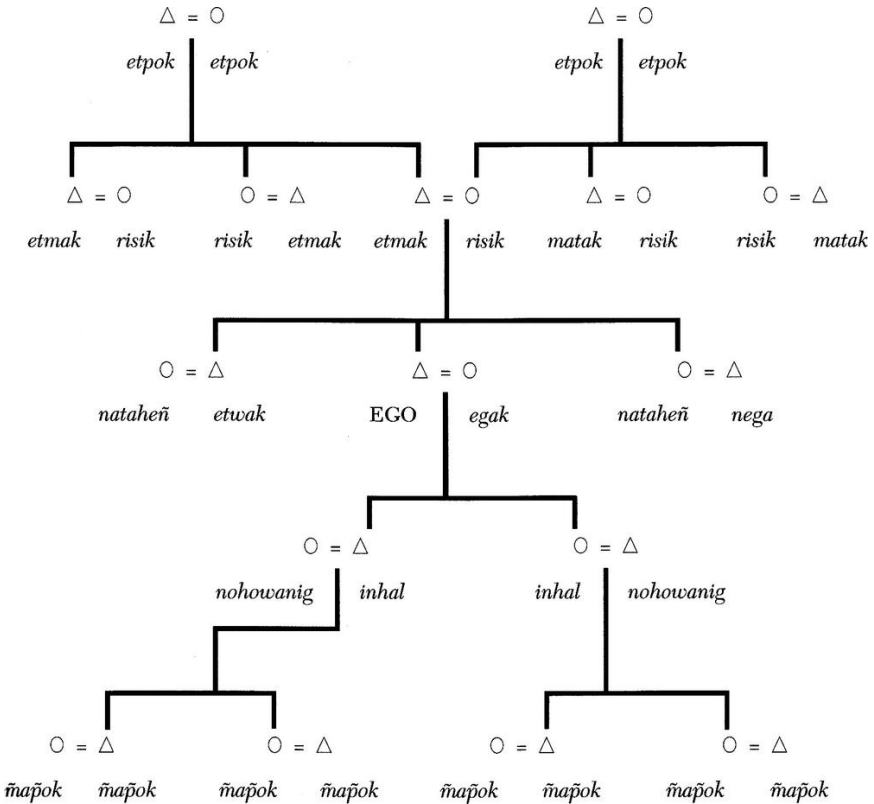 etpok etpok etpok etpok
etmak risik risik etmak etmak risik matak risik risik matak
nataheñ etwak EGO egak nataheñ nega
nohowanig inhal inhal nohowanig
m̃ap̃ok m̃ap̃ok m̃ap̃ok m̃ap̃ok m̃ap̃ok m̃ap̃ok m̃ap̃ok m̃ap̃ok